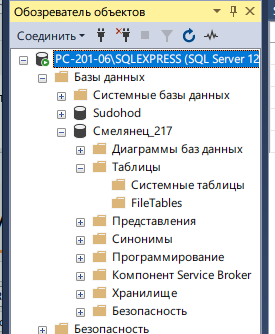 Обозреватель объектов
Соединить
PC-201-06\SQLEXPRESS (SQL Server 12
Базы данных
Системные базы данных
Sudohod
Смелянец_217
Диаграммы баз данных
Таблицы
Системные таблицы
FileTables
Представления
Синонимы
Программирование
Компонент Service Broker
Хранилище
Безопасность
Безопасность